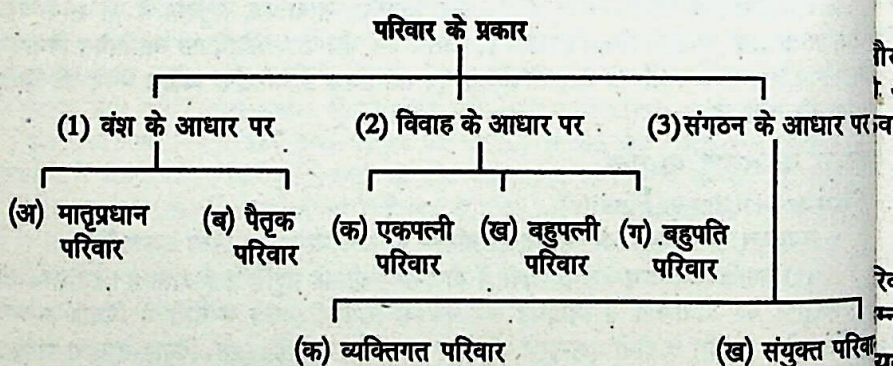 परिवार के प्रकार
(1) वंश के आधार पर (2) विवाह के आधार पर (3) संगठन के आधार पर
(अ) मातृप्रधान (ब) पैतृक (क) एकपत्नी (ख) बहुपत्नी (ग) बहुपति
परिवार परिवार परिवार परिवार परिवार
(क) व्यक्तिगत परिवार (ख) संयुक्त